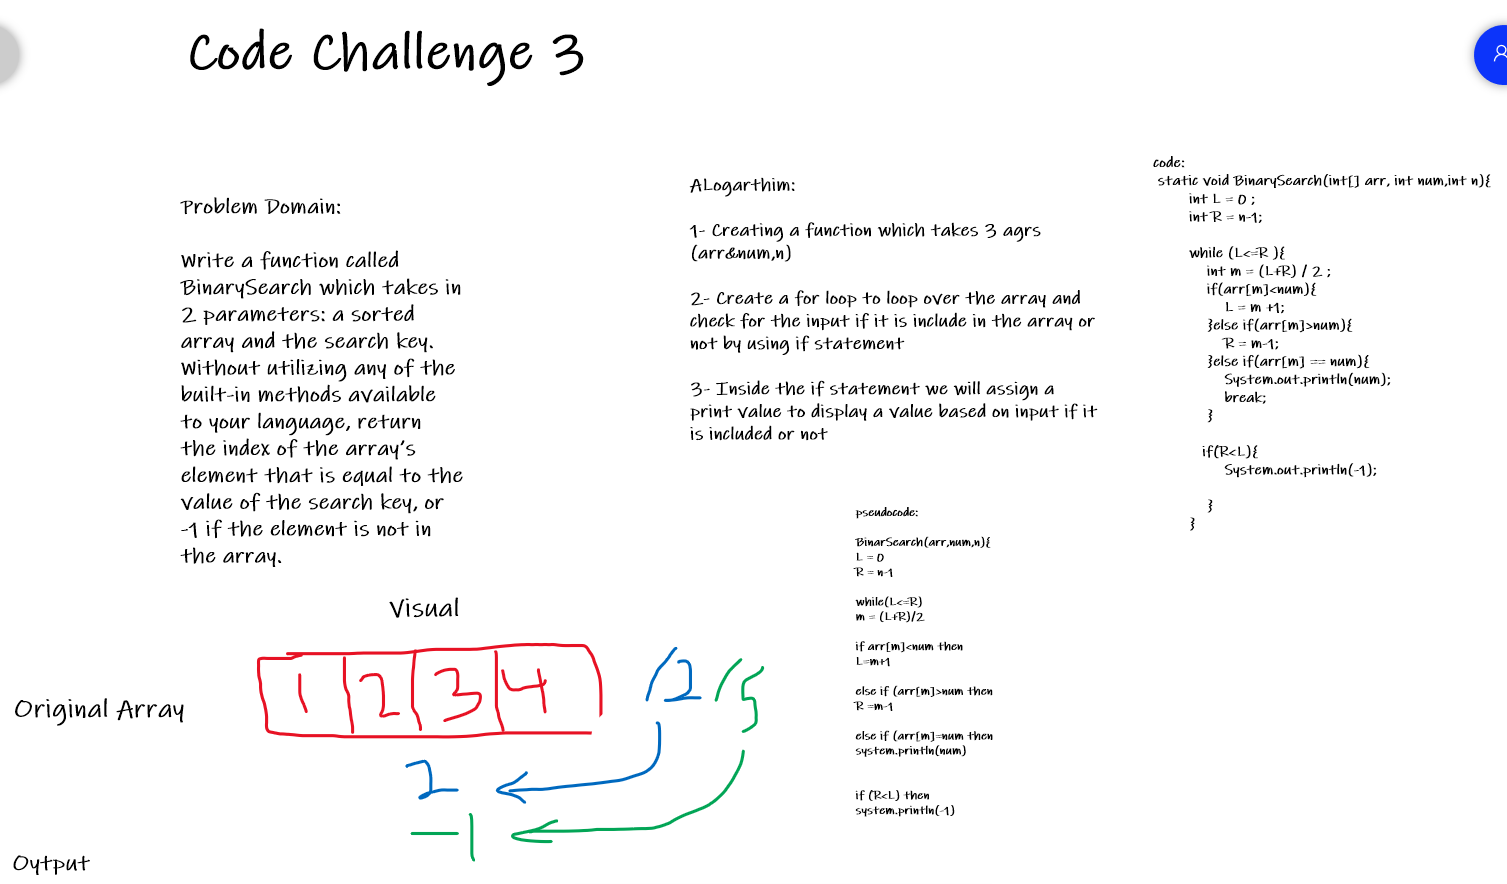 Code Challenge 3
Problem Domain:
Write a function called
BinarySearch which takes in
2 parameters: a sorted
array and the search key.
Without utilizing any of the
built-in methods available
to your language, return
the index of the array's
element that is equal to the
value of the search key, or
-1 if the element is not in
the array.
ALogarthim:
1- Creating a function which takes 3 agrs
(arr&num,n)
2- Create a for loop to loop over the array and
check for the input if it is include in the array or
not by using if statement
3- Inside the if statement we will assign a
print value to display a value based on input if it
is included or not
code:
static void BinarySearch(int[] arr, int num,int n){
int L = 0 ;
int R = n-1;
while (L<=R ){
int m = (L+R) / 2 ;
if(arr[m]<num){
L = m +1;
}else if(arr[m]>num){
R = m-1;
}else if(arr[m] == num){
System.out.println(num);
break;
}
if(R<L){
System.out.println(-1);
}
}
pseudocode:
BinarSearch(arr,num,n){
L = 0
R = n-1
while(L<=R)
m = (L+R)/2
if arr[m]<num then
L=m+1
else if (arr[m]>num then
R =m-1
else if (arr[m]=num then
system.println(num)
if (R<L) then
system.println(-1)
Visual
Original Array
1 2 3 4 /2 /5
2
-1
Oytput